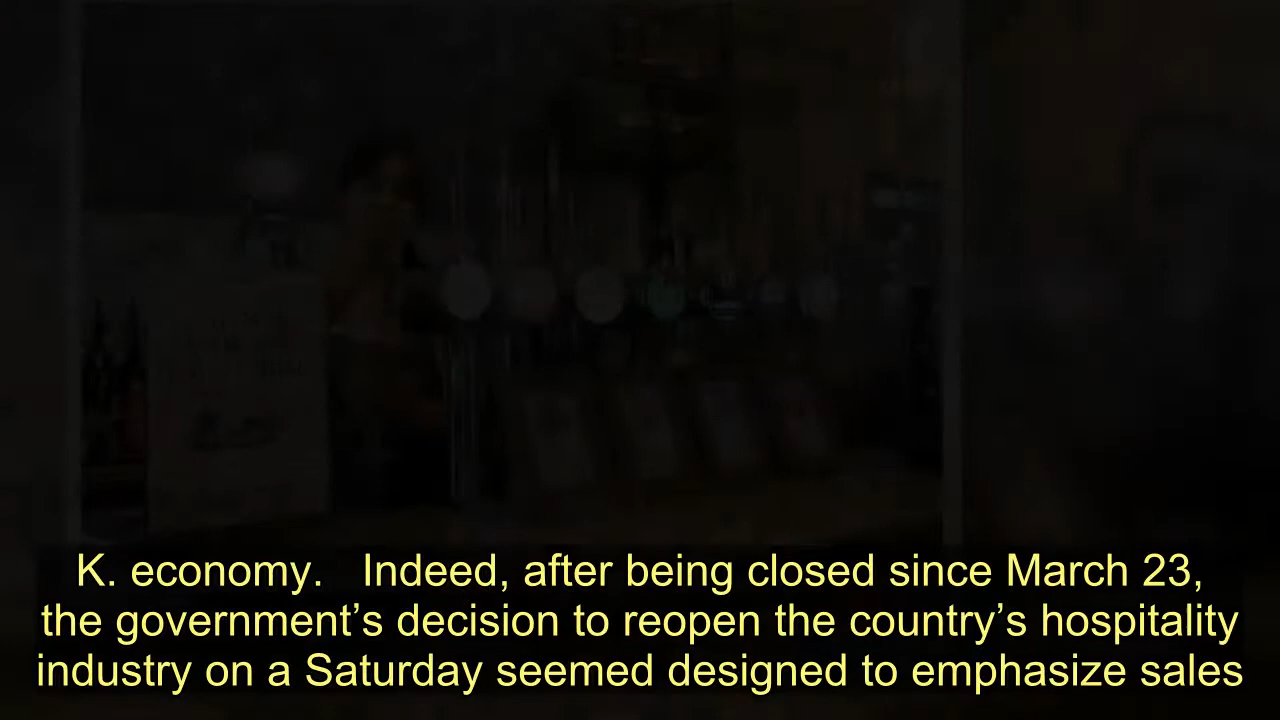 K. economy. Indeed, after being closed since March 23,
the government’s decision to reopen the country’s hospitality
industry on a Saturday seemed designed to emphasize sales